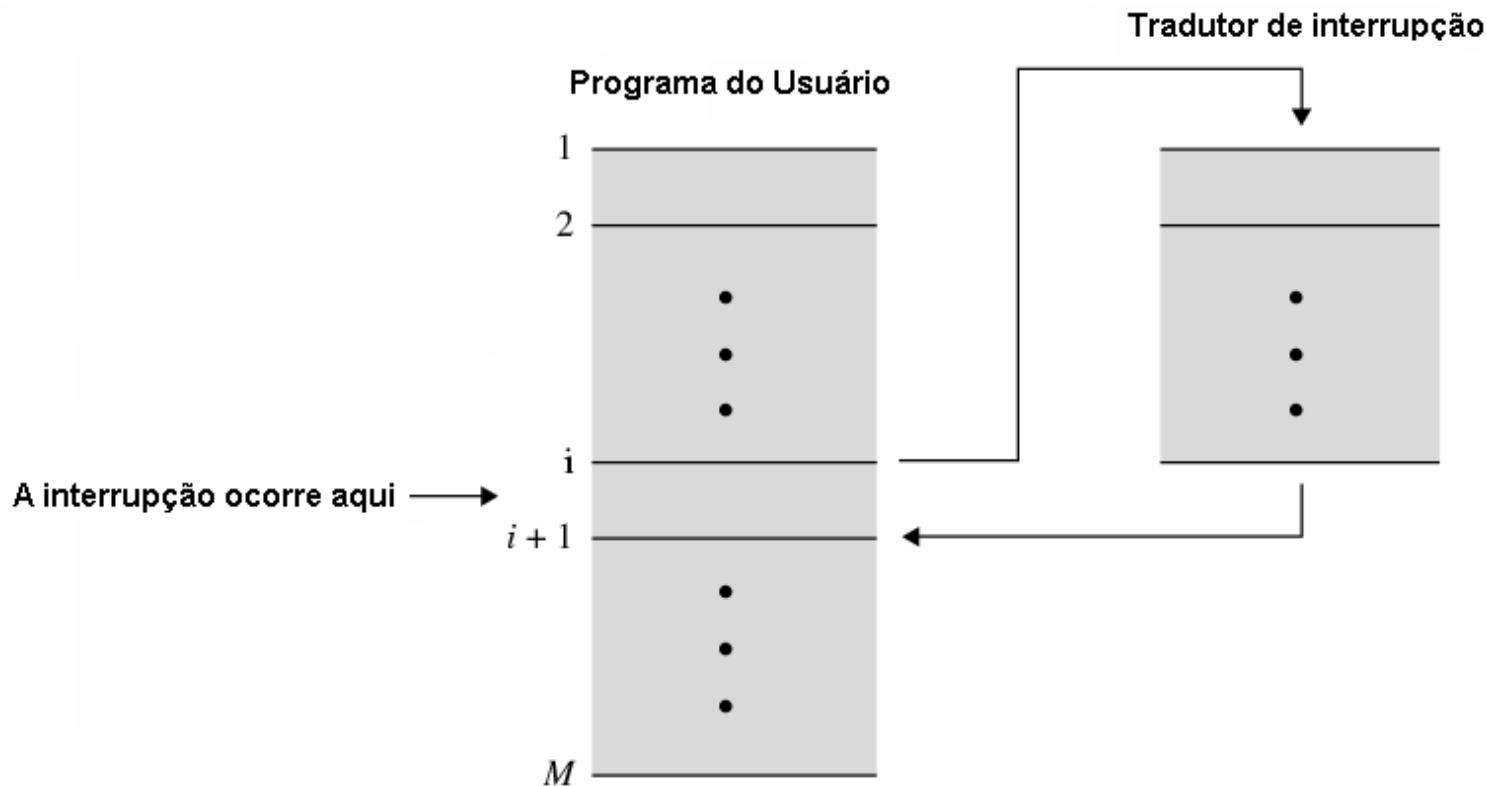 Tradutor de interrupção
Programa do Usuário
1
2
i
A interrupção ocorre aqui
i + 1
M